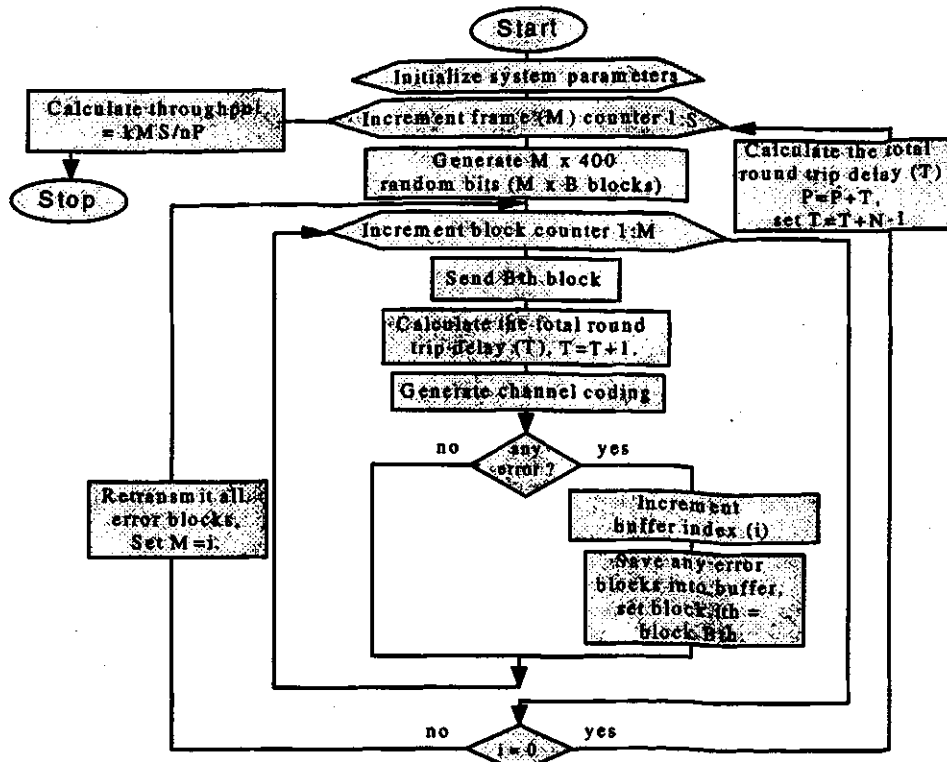 Start
Initialize system parameters
Calculate throughput
= kMS/nP
Increment frame (M) counter 1:S
Stop
Generate M x 400
random bits (M x B blocks)
Calculate the total
round trip delay (T)
P=P+T,
set T=T+N-1
Increment block counter 1:M
Send Bth block
Calculate the total round
trip delay (T), T=T+1.
Generate channel coding
no
any
error ?
yes
Retransmit all
error blocks.
Set M=i.
Increment
buffer index (i)
Save any error
blocks into buffer,
set block ith =
block Bth.
no
i = 0
yes